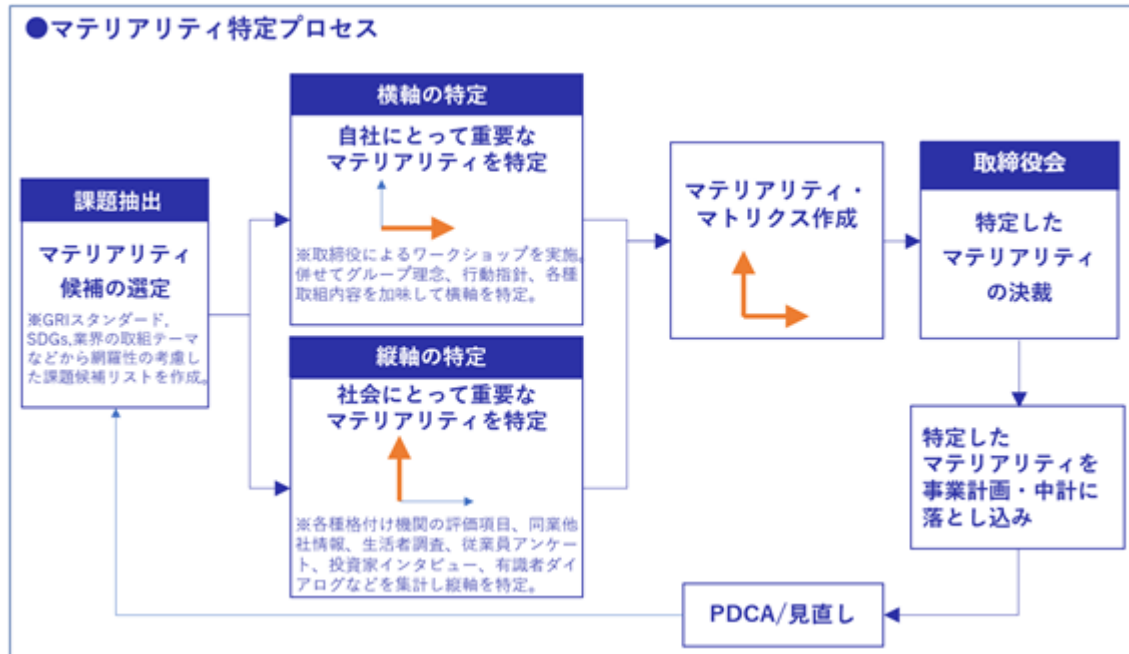 ●マテリアリティ特定プロセス
課題抽出
マテリアリティ
候補の選定
※GRIスタンダード,
SDGs,業界の取組テーマ
などから網羅性の考慮し
た課題候補リストを作成。
横軸の特定
自社にとって重要な
マテリアリティを特定
※取締役によるワークショップを実施。
併せてグループ理念、行動指針、各種
取組内容を加味して横軸を特定。
縦軸の特定
社会にとって重要な
マテリアリティを特定
※各種格付け機関の評価項目、同業他
社情報、生活者調査、従業員アンケー
ト、投資家インタビュー、有識者ダイ
アログなどを集計し縦軸を特定。
マテリアリティ・
マトリクス作成
取締役会
特定した
マテリアリティ
の決裁
特定した
マテリアリティを
事業計画・中計に
落とし込み
PDCA/見直し